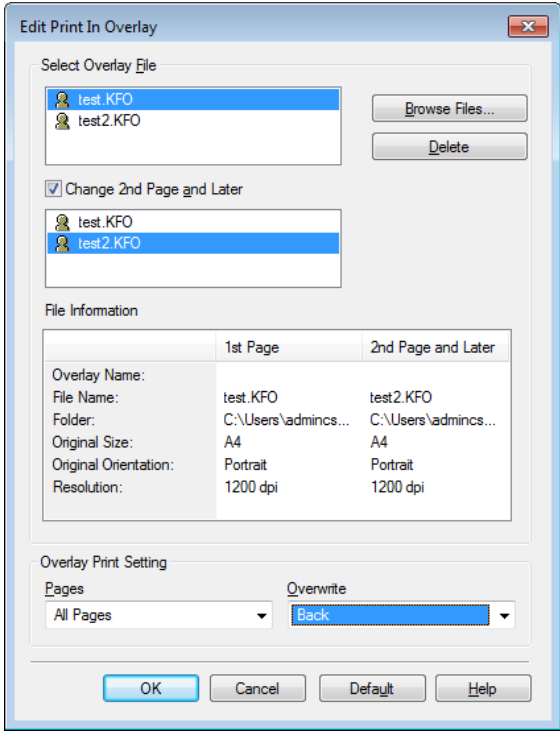 Edit Print In Overlay
Select Overlay File
test.KFO
test2.KFO
Browse Files...
Delete
Change 2nd Page and Later
test.KFO
test2.KFO
File Information
1st Page 2nd Page and Later
Overlay Name:
File Name: test.KFO test2.KFO
Folder: C:\Users\admincs... C:\Users\admincs...
Original Size: A4 A4
Original Orientation: Portrait Portrait
Resolution: 1200 dpi 1200 dpi
Overlay Print Setting
Pages Overwrite
All Pages Back
OK Cancel Default Help